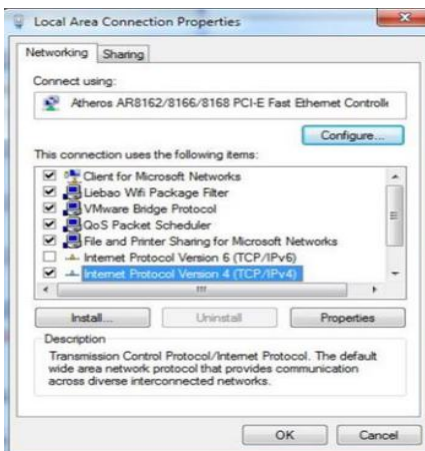 Local Area Connection Properties
Networking
Sharing
Connect using:
Atheros AR8162/8166/8168 PCI-E Fast Ethernet Controlle
Configure...
This connection uses the following items:
Client for Microsoft Networks
Liebao Wifi Package Filter
VMware Bridge Protocol
QoS Packet Scheduler
File and Printer Sharing for Microsoft Networks
Internet Protocol Version 6 (TCP/IPv6)
Internet Protocol Version 4 (TCP/IPv4)
Install...
Uninstall
Properties
Description
Transmission Control Protocol/Internet Protocol. The default
wide area network protocol that provides communication
across diverse interconnected networks.
OK
Cancel